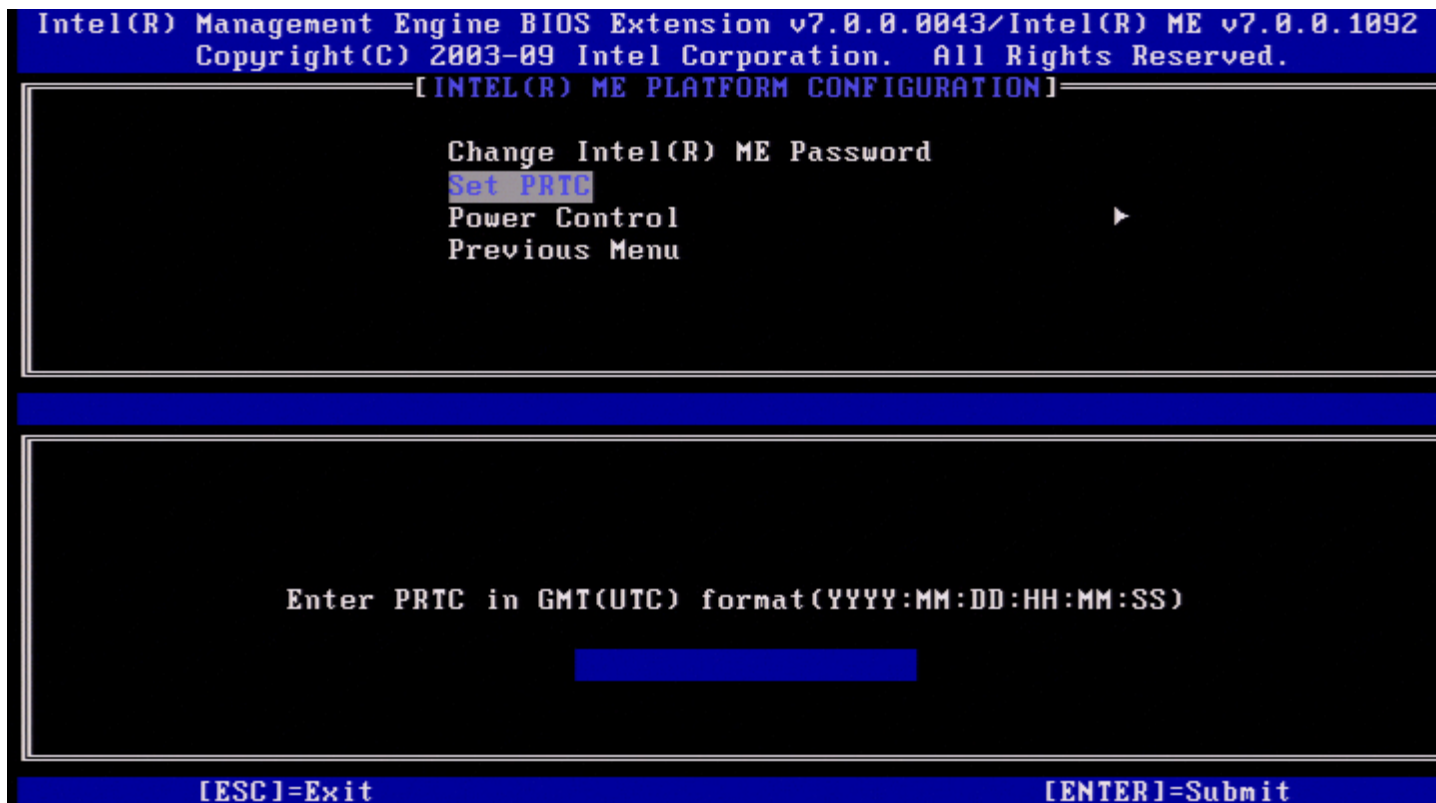 Intel(R) Management Engine BIOS Extension v7.0.0.0043/Intel(R) ME v7.0.0.1092
Copyright(C) 2003-09 Intel Corporation. All Rights Reserved.
[INTEL(R) ME PLATFORM CONFIGURATION]
Change Intel(R) ME Password
Set PRTC
Power Control ►
Previous Menu
Enter PRTC in GMT(UTC) format(YYYY:MM:DD:HH:MM:SS)
[ESC]=Exit [ENTER]=Submit